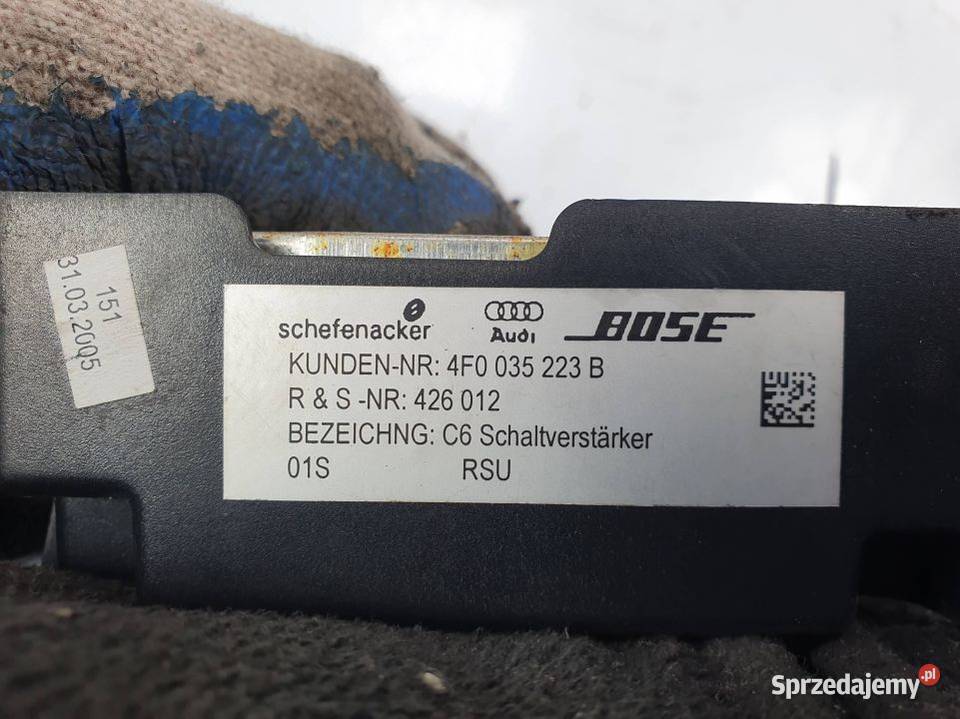 151
31.03.2005
schefenacker Audi BOSE
KUNDEN-NR: 4F0 035 223 B
R & S -NR: 426 012
BEZEICHNG: C6 Schaltverstärker
01S RSU
Sprzedajemy.pl